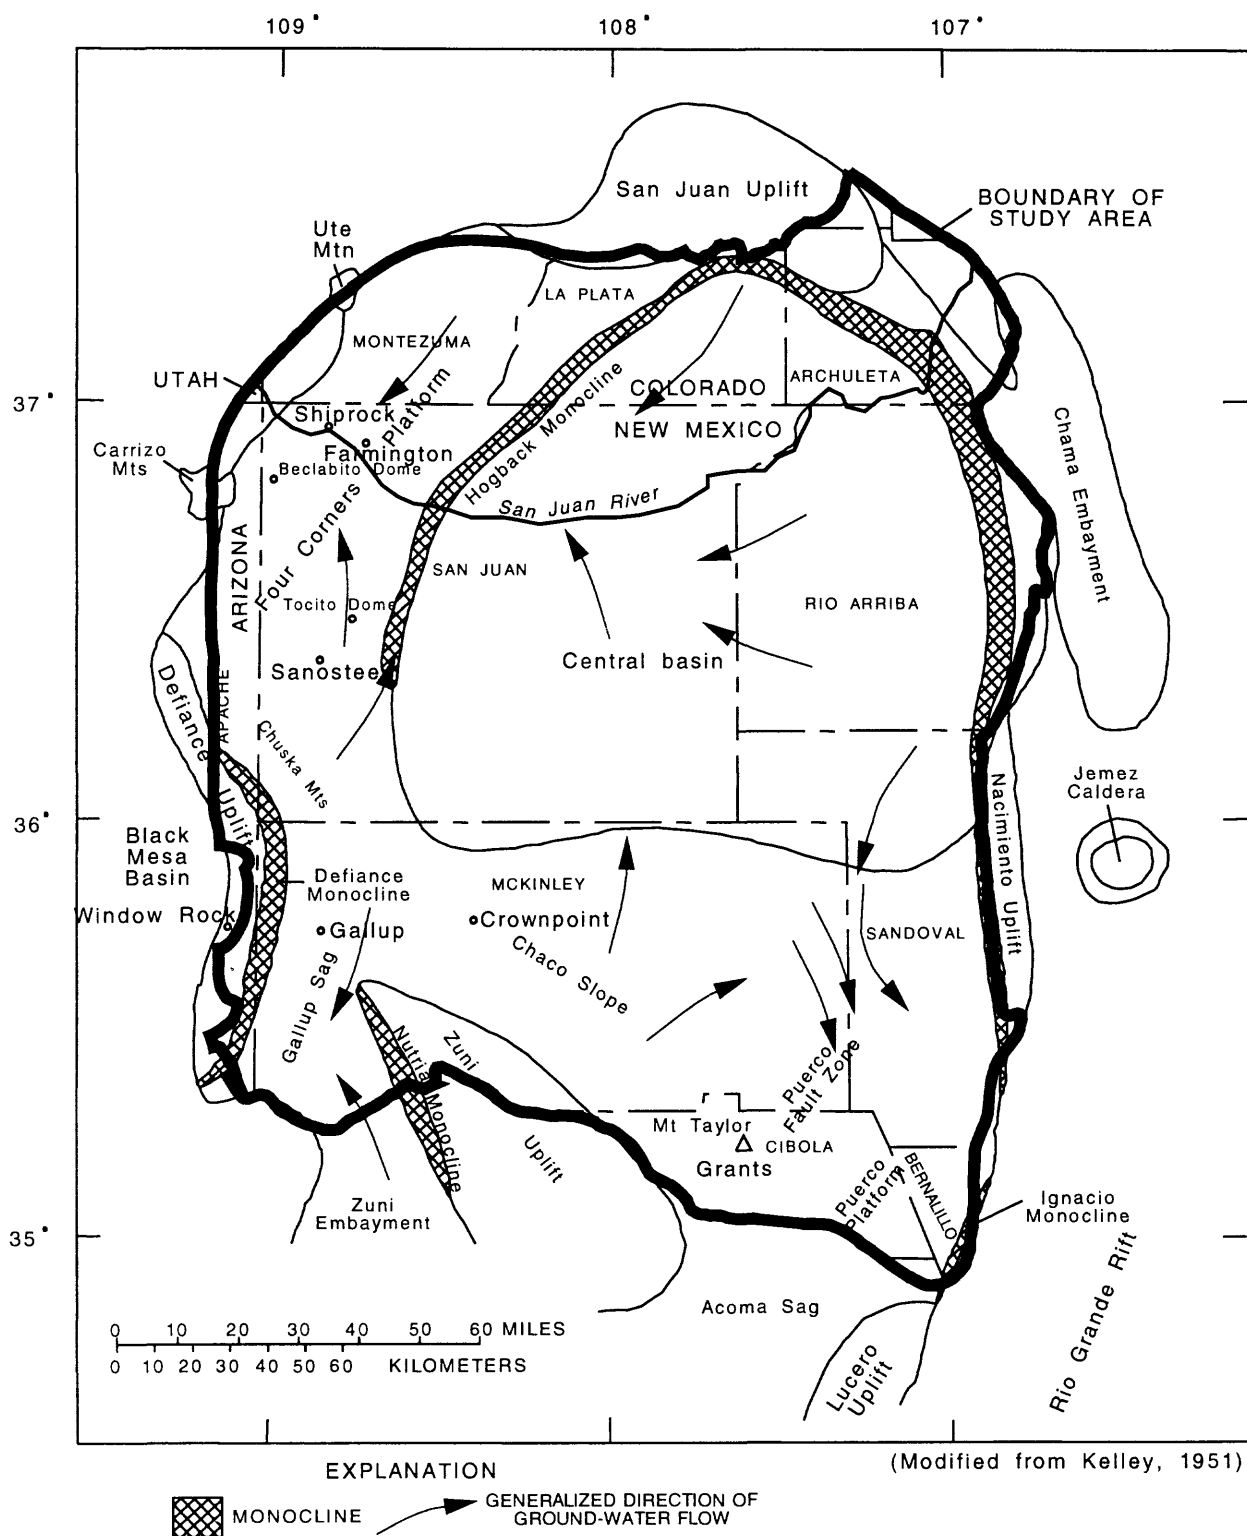 109°
108°
107°
San Juan Uplift
BOUNDARY OF
STUDY AREA
Ute
Mtn
LA PLATA
MONTEZUMA
UTAH
COLORADO
ARCHULETA
37°
Shiprock
NEW MEXICO
Farmington
Carrizo
Mts
Beclabito Dome
Four Corners Platform
Hogback Monocline
San Juan River
Chama Embayment
ARIZONA
SAN JUAN
Tocito Dome
RIO ARRIBA
Central basin
Sanostee
Defiance
Uplift
APACHE
Chuska Mts
Nacimiento Uplift
Jemez
Caldera
36°
Black
Mesa
Basin
Defiance
Monocline
MCKINLEY
Window Rock
Gallup
Crownpoint
SANDOVAL
Chaco Slope
Gallup Sag
Nutria Monocline
Zuni
Uplift
Puerco
Fault Zone
Mt Taylor
CIBOLA
Grants
BERNALILLO
Puerco
Platform
Zuni
Embayment
Ignacio
Monocline
35°
Acoma Sag
Rio Grande Rift
Lucero
Uplift
0 10 20 30 40 50 60 MILES
0 10 20 30 40 50 60 KILOMETERS
(Modified from Kelley, 1951)
EXPLANATION
MONOCLINE
GENERALIZED DIRECTION OF
GROUND-WATER FLOW